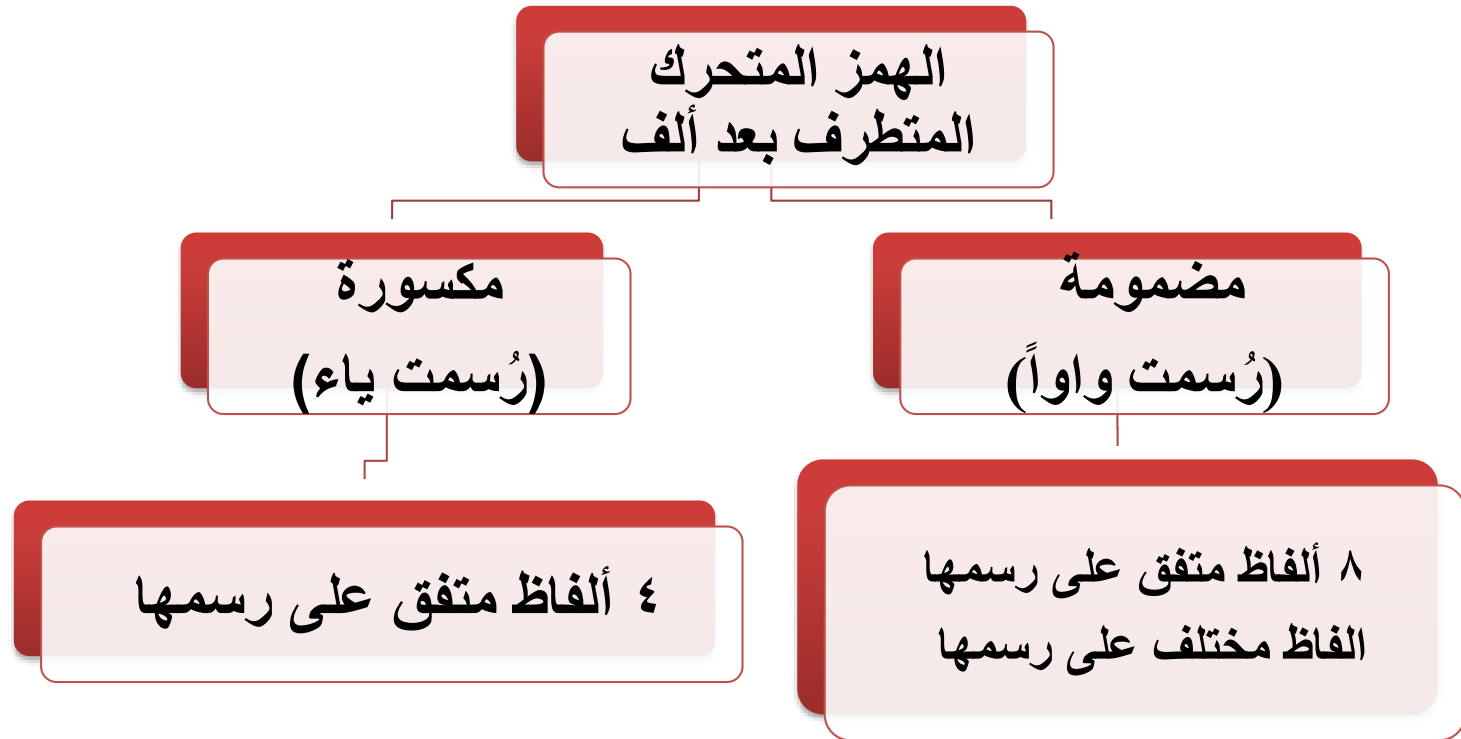 الهمز المتحرك
المتطرف بعد ألف
مضمومة
(رُسمت واواً)
مكسورة
(رُسمت ياء)
٨ ألفاظ متفق على رسمها
الفاظ مختلف على رسمها
٤ ألفاظ متفق على رسمها